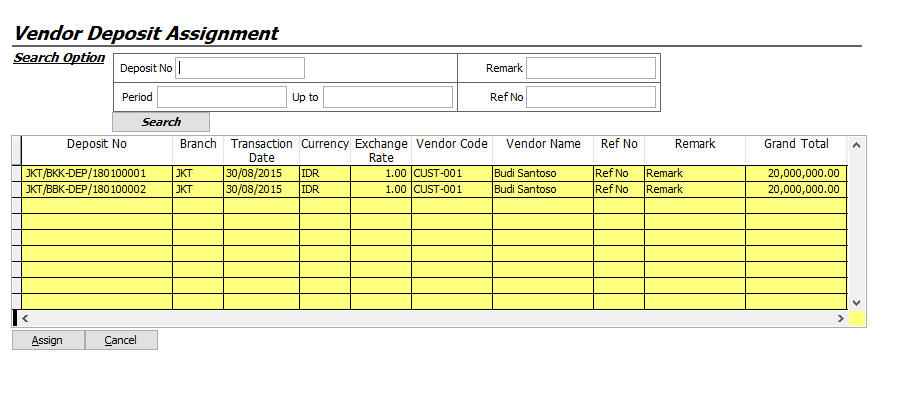 Vendor Deposit Assignment
Search Option
Deposit No Remark
Period Up to Ref No
Search
Deposit No Branch Transaction Date Currency Exchange Rate Vendor Code Vendor Name Ref No Remark Grand Total
JKT/BKK-DEP/180100001 JKT 30/08/2015 IDR 1.00 CUST-001 Budi Santoso Ref No Remark 20,000,000.00
JKT/BBK-DEP/180100002 JKT 30/08/2015 IDR 1.00 CUST-001 Budi Santoso Ref No Remark 20,000,000.00
Assign Cancel